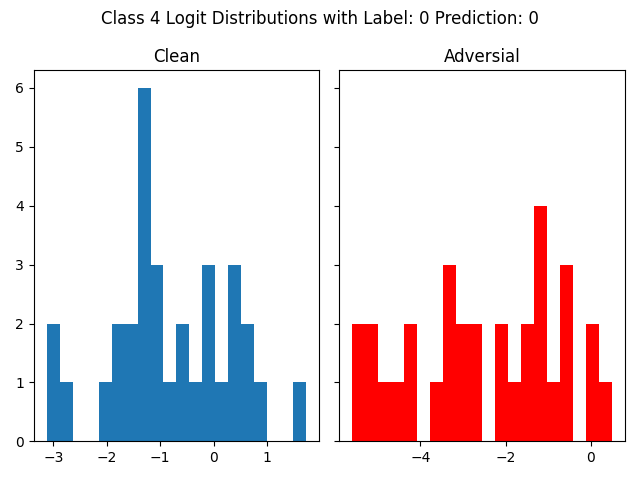 Class 4 Logit Distributions with Label: 0 Prediction: 0
Clean
Adversial
6
5
4
3
2
1
0
−3 −2 −1 0 1
−4 −2 0